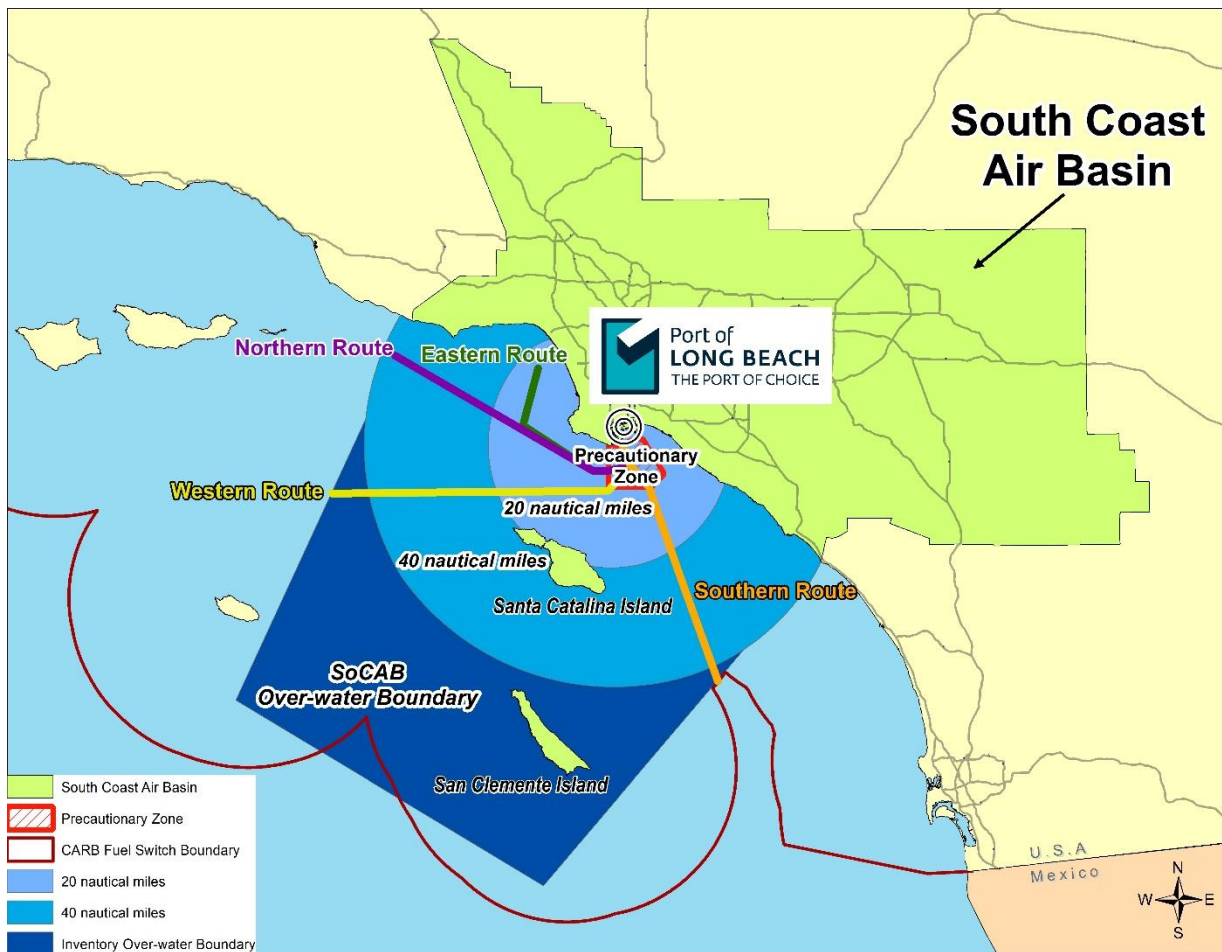 South Coast
Air Basin
Port of
LONG BEACH
THE PORT OF CHOICE
Northern Route
Eastern Route
Precautionary
Zone
Western Route
20 nautical miles
40 nautical miles
Southern Route
Santa Catalina Island
SoCAB
Over-water Boundary
San Clemente Island
South Coast Air Basin
Precautionary Zone
CARB Fuel Switch Boundary
20 nautical miles
40 nautical miles
Inventory Over-water Boundary
U.S.A
Mexico
N
W
E
S